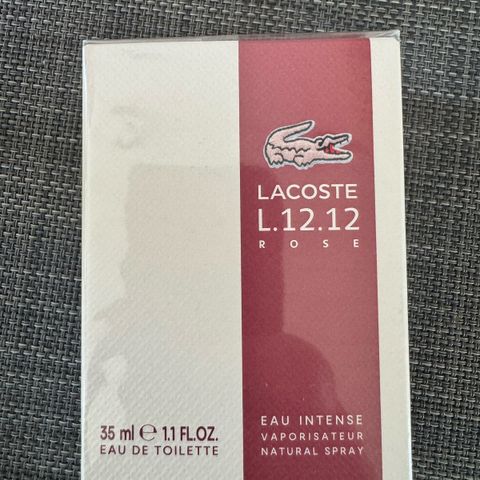 LACOSTE
L.12.12
ROSE
35 ml ℮ 1.1 FL.OZ.
EAU DE TOILETTE
EAU INTENSE
VAPORISATEUR
NATURAL SPRAY